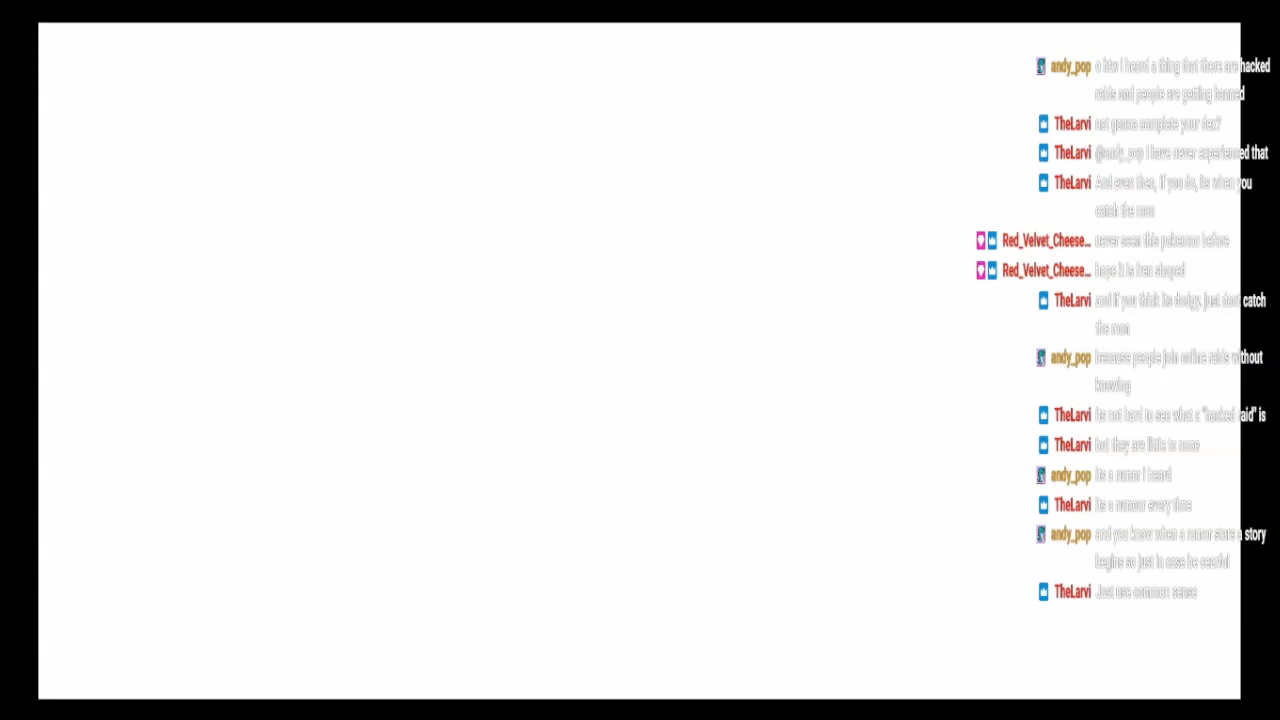 andy_pop o btw I heard a thing that there are hacked
raids and people are getting banned
TheLarvi not gonna complete your dex?
TheLarvi @andy_pop I have never experienced that
TheLarvi And even then, if you do, its when you
catch the mon
Red_Velvet_Cheese... never seen this pokemon before
Red_Velvet_Cheese... hope it is fren shaped
TheLarvi and if you think its dodgy. just dont catch
the mon
andy_pop because people join online raids without
knowing
TheLarvi Its not hard to see what a "hacked raid" is
TheLarvi but they are little to none
andy_pop its a rumor I heard
TheLarvi its a rumour every time
andy_pop and you know when a rumor stars a story
begins so just in case be cearful
TheLarvi Just use common sense